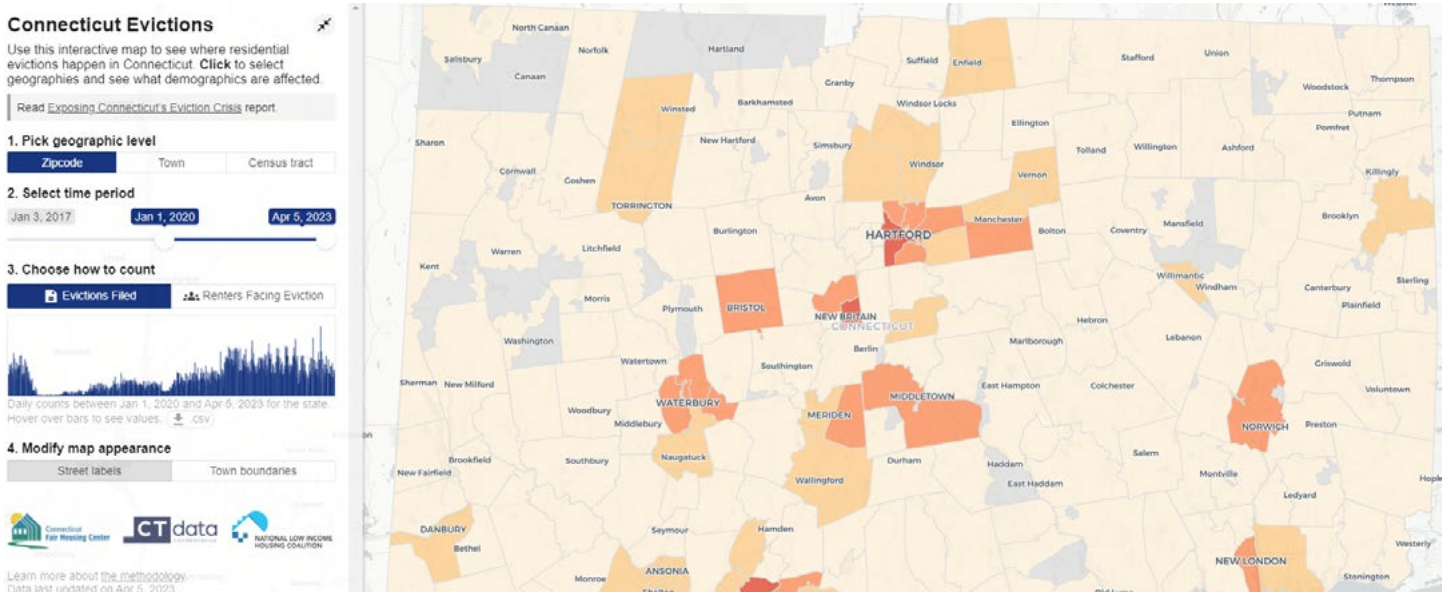 Connecticut Evictions
Use this interactive map to see where residential
evictions happen in Connecticut. Click to select
geographies and see what demographics are affected.
Read Exposing Connecticut's Eviction Crisis report.
1. Pick geographic level
Zipcode Town Census tract
2. Select time period
Jan 3, 2017 Jan 1, 2020 Apr 5, 2023
3. Choose how to count
Evictions Filed Renters Facing Eviction
Daily counts between Jan 1, 2020 and Apr 5, 2023 for the state.
Hover over bars to see values. .csv
4. Modify map appearance
Street labels Town boundaries
Connecticut
Fair Housing Center
CTdata
NATIONAL LOW INCOME
HOUSING COALITION
Learn more about the methodology.
Data last updated on Apr 5, 2023
North Canaan
Salisbury
Norfolk
Hartland
Canaan
Suffield
Enfield
Stafford
Union
Granby
Woodstock
Thompson
Winsted
Barkhamsted
Windsor Locks
Putnam
Ellington
Pomfret
Sharon
New Hartford
Simsbury
Tolland
Willington
Ashford
Windsor
Cornwall
Goshen
Vernon
Killingly
TORRINGTON
Avon
Manchester
Brooklyn
Burlington
HARTFORD
Bolton
Coventry
Mansfield
Warren
Litchfield
Kent
Willimantic
Windham
Canterbury
Sterling
Morris
Plymouth
BRISTOL
Plainfield
NEW BRITAIN
CONNECTICUT
Hebron
Washington
Berlin
Marlborough
Lebanon
Watertown
Southington
Griswold
Sherman
New Milford
East Hampton
Colchester
Voluntown
WATERBURY
MIDDLETOWN
Woodbury
MERIDEN
Middlebury
NORWICH
Preston
Naugatuck
Salem
Brookfield
Southbury
Durham
Haddam
New Fairfield
Wallingford
East Haddam
Montville
Ledyard
DANBURY
Seymour
Hamden
Bethel
Westerly
NEW LONDON
ANSONIA
Monroe
Stonington